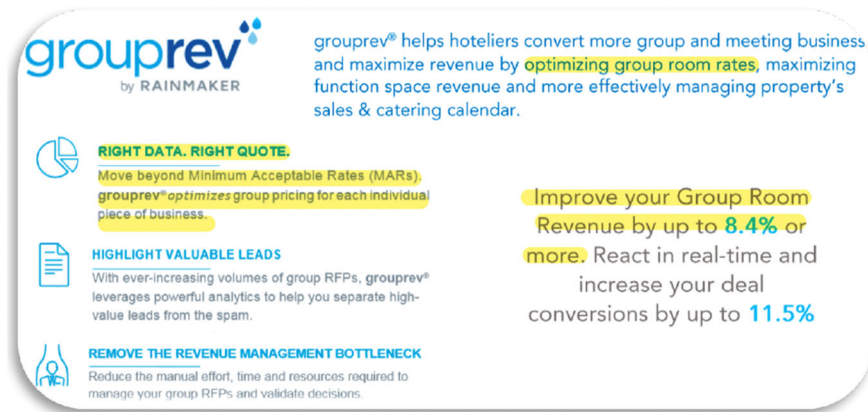 grouprev
by RAINMAKER
grouprev® helps hoteliers convert more group and meeting business
and maximize revenue by optimizing group room rates, maximizing
function space revenue and more effectively managing property's
sales & catering calendar.
RIGHT DATA. RIGHT QUOTE.
Move beyond Minimum Acceptable Rates (MARs).
grouprev® optimizes group pricing for each individual
piece of business.
HIGHLIGHT VALUABLE LEADS
With ever-increasing volumes of group RFPs, grouprev®
leverages powerful analytics to help you separate high-
value leads from the spam.
REMOVE THE REVENUE MANAGEMENT BOTTLENECK
Reduce the manual effort, time and resources required to
manage your group RFPs and validate decisions.
Improve your Group Room
Revenue by up to 8.4% or
more. React in real-time and
increase your deal
conversions by up to 11.5%